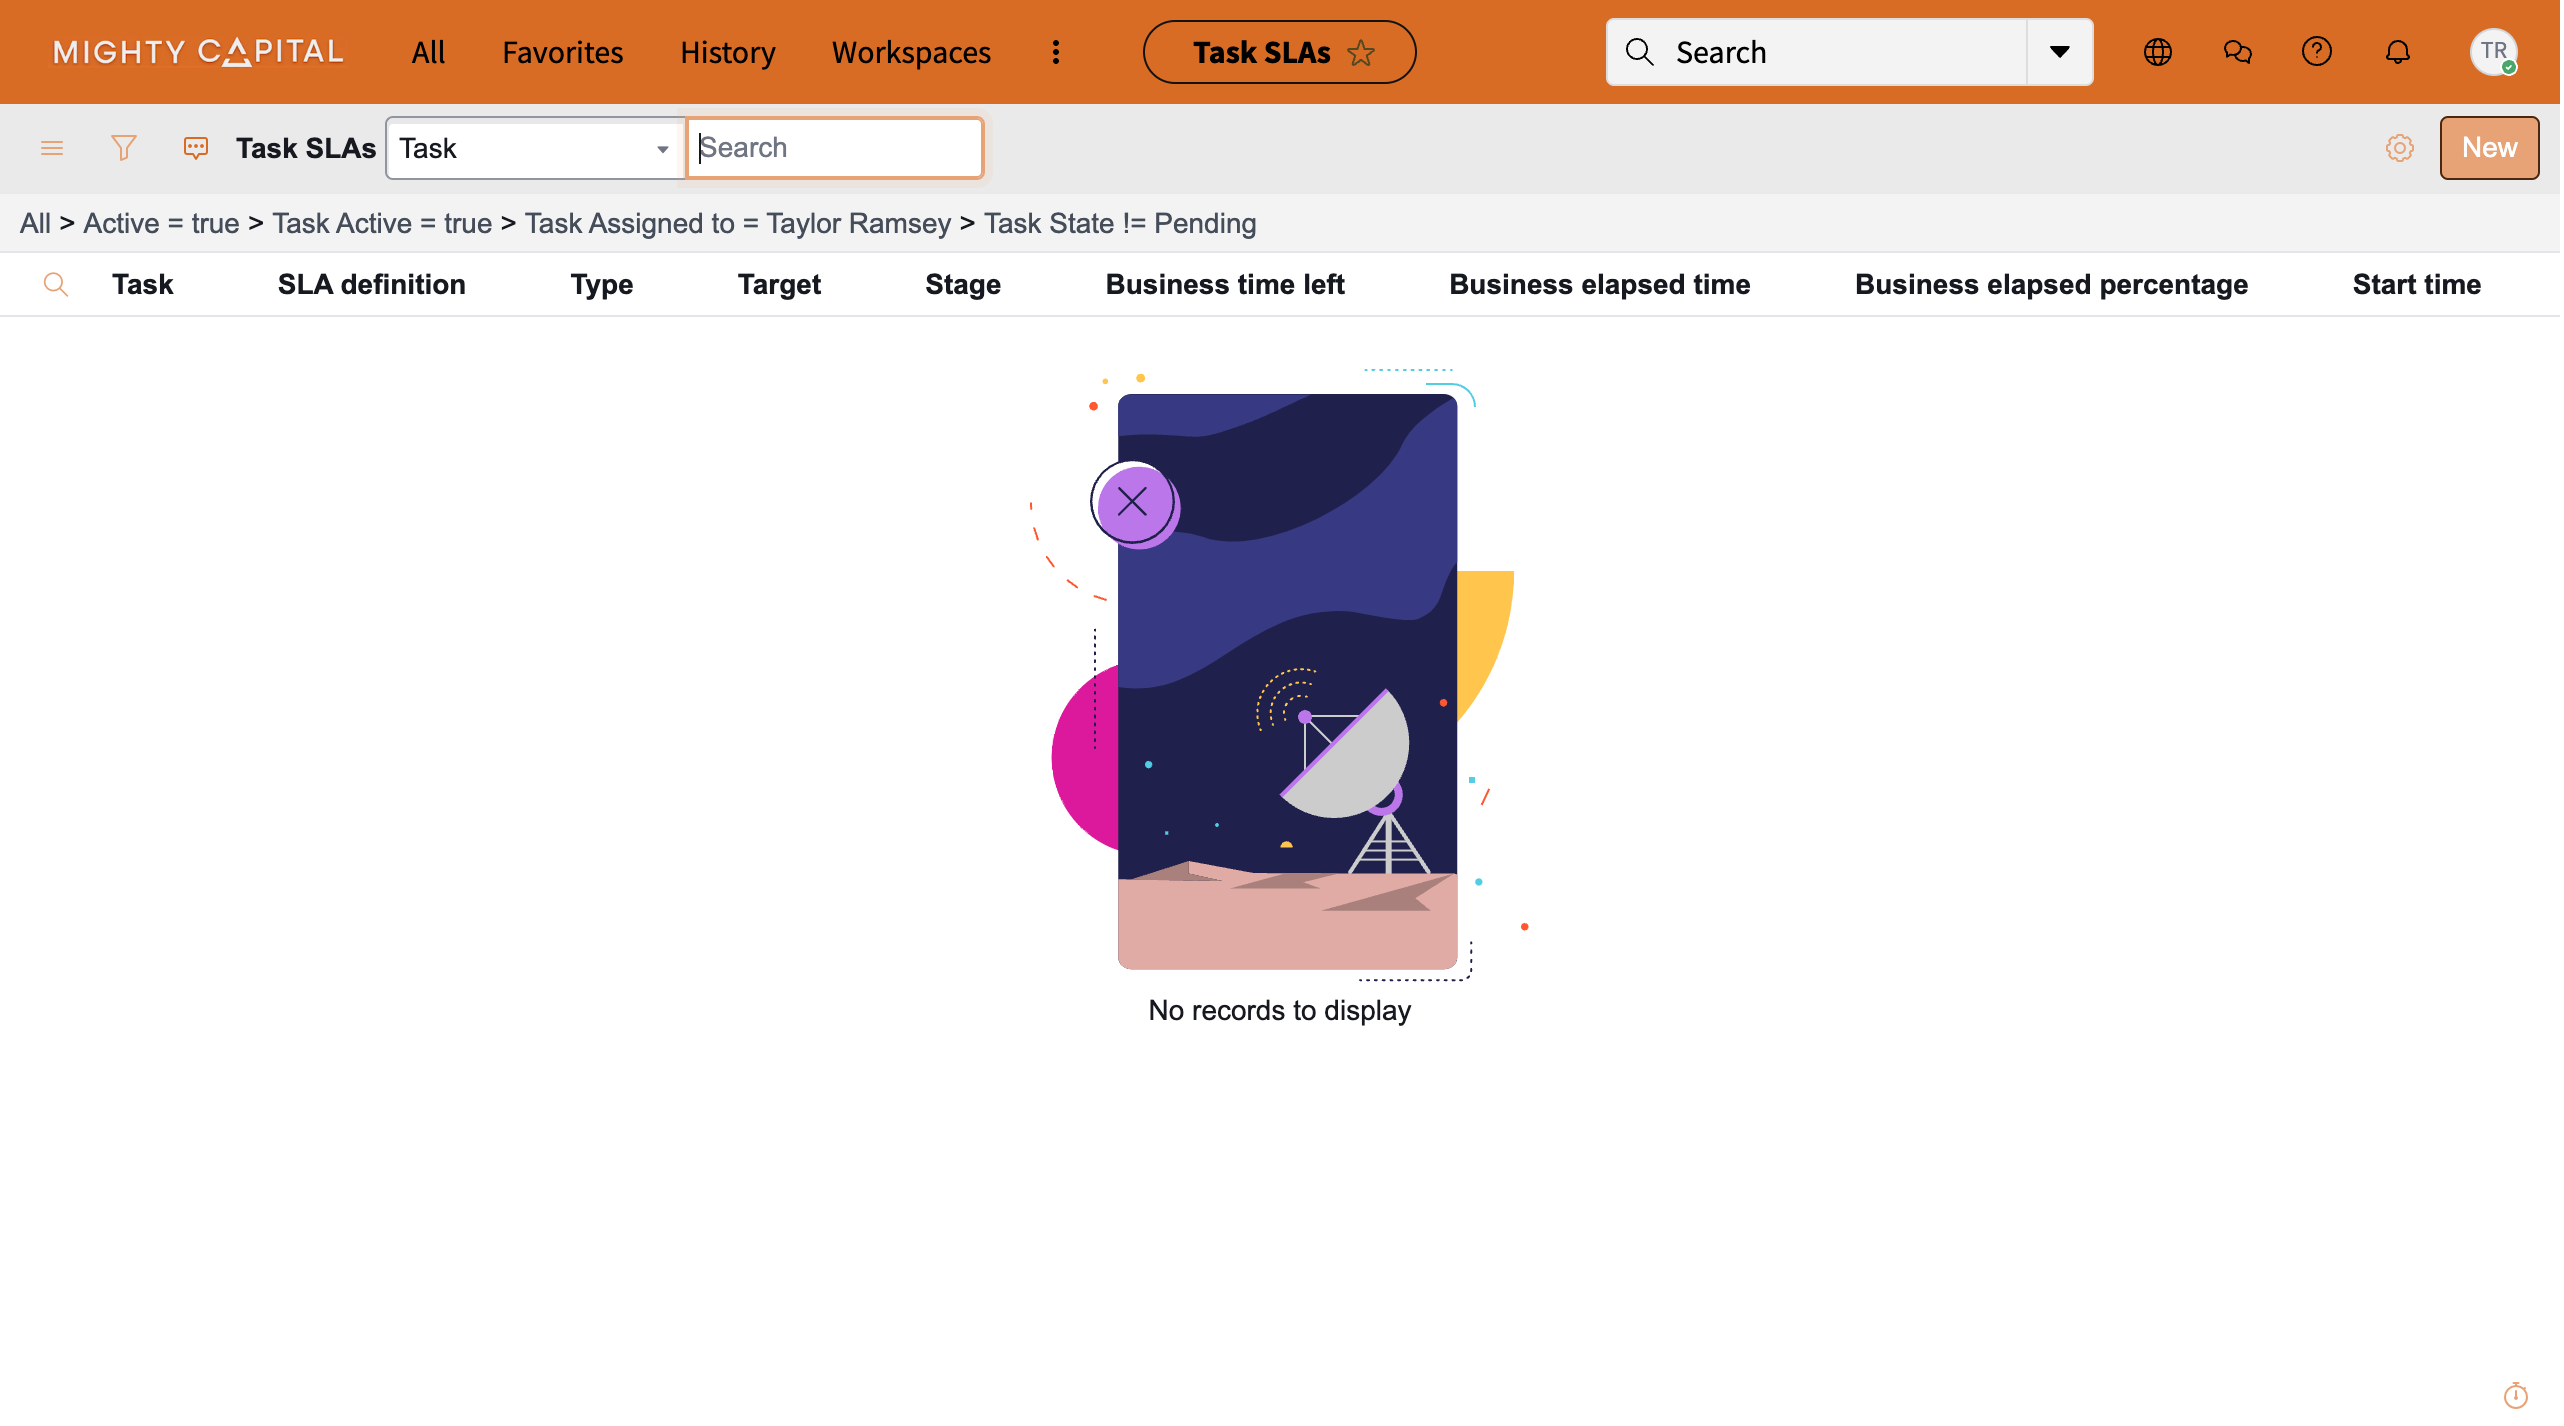 MIGHTY CAPITAL All Favorites History Workspaces Task SLAs Search TR
Task SLAs Task Search New
All > Active = true > Task Active = true > Task Assigned to = Taylor Ramsey > Task State != Pending
Task SLA definition Type Target Stage Business time left Business elapsed time Business elapsed percentage Start time
No records to display